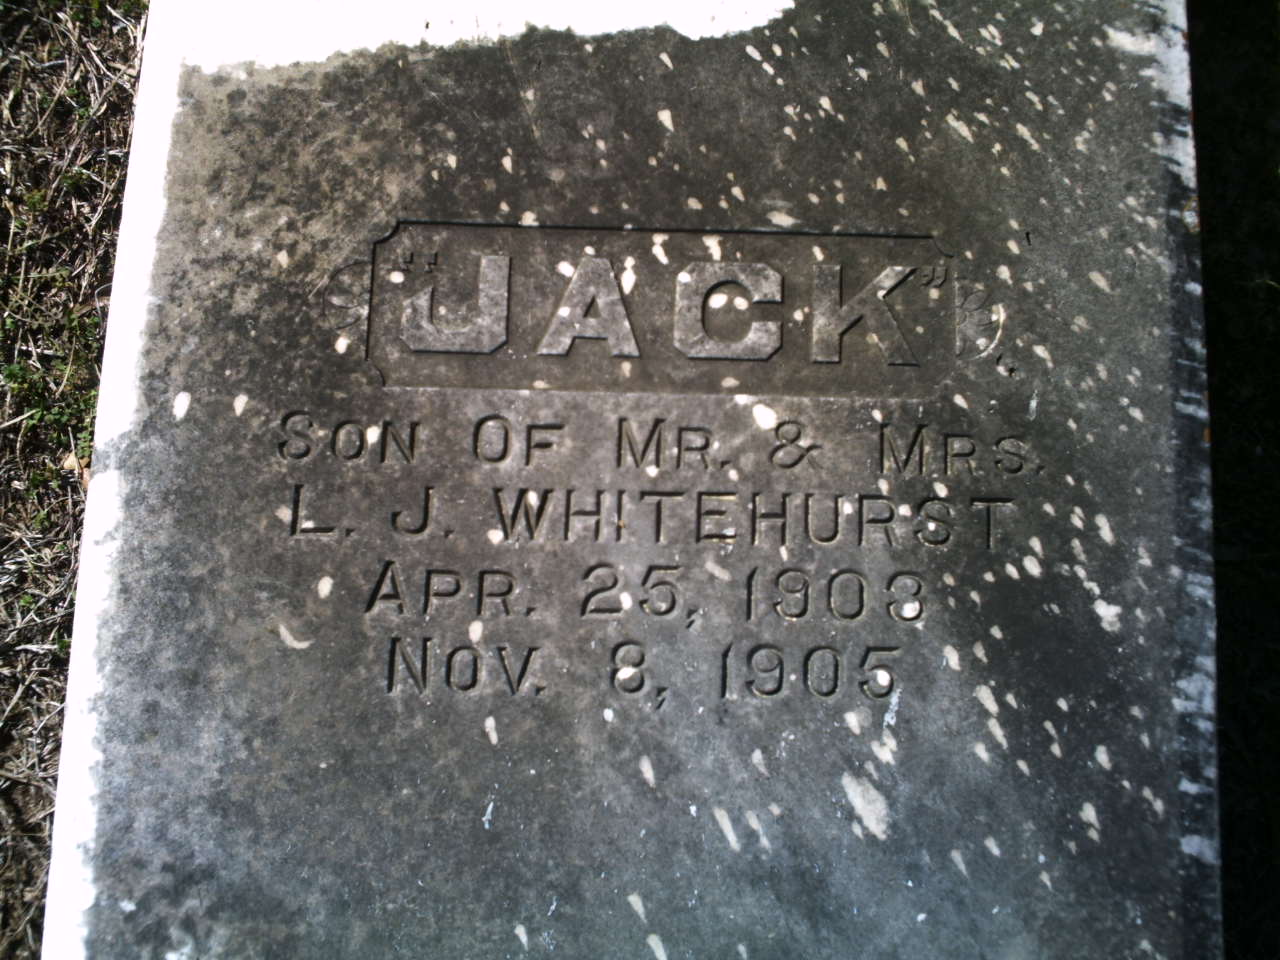 "JACK"
SON OF MR. & MRS.
L. J. WHITEHURST
APR. 25, 1903
NOV. 8, 1905